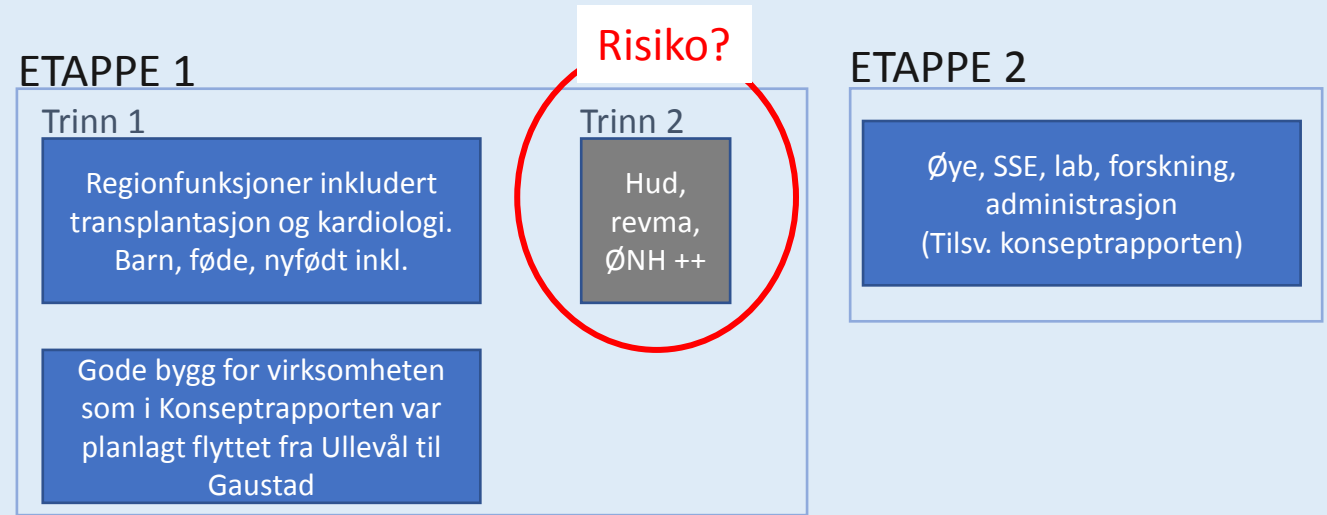 Risiko?
ETAPPE 1
Trinn 1
Regionfunksjoner inkludert
transplantasjon og kardiologi.
Barn, føde, nyfødt inkl.
Trinn 2
Hud,
revma,
ØNH ++
Gode bygg for virksomheten
som i Konseptrapporten var
planlagt flyttet fra Ullevål til
Gaustad
ETAPPE 2
Øye, SSE, lab, forskning,
administrasjon
(Tilsv. konseptrapporten)